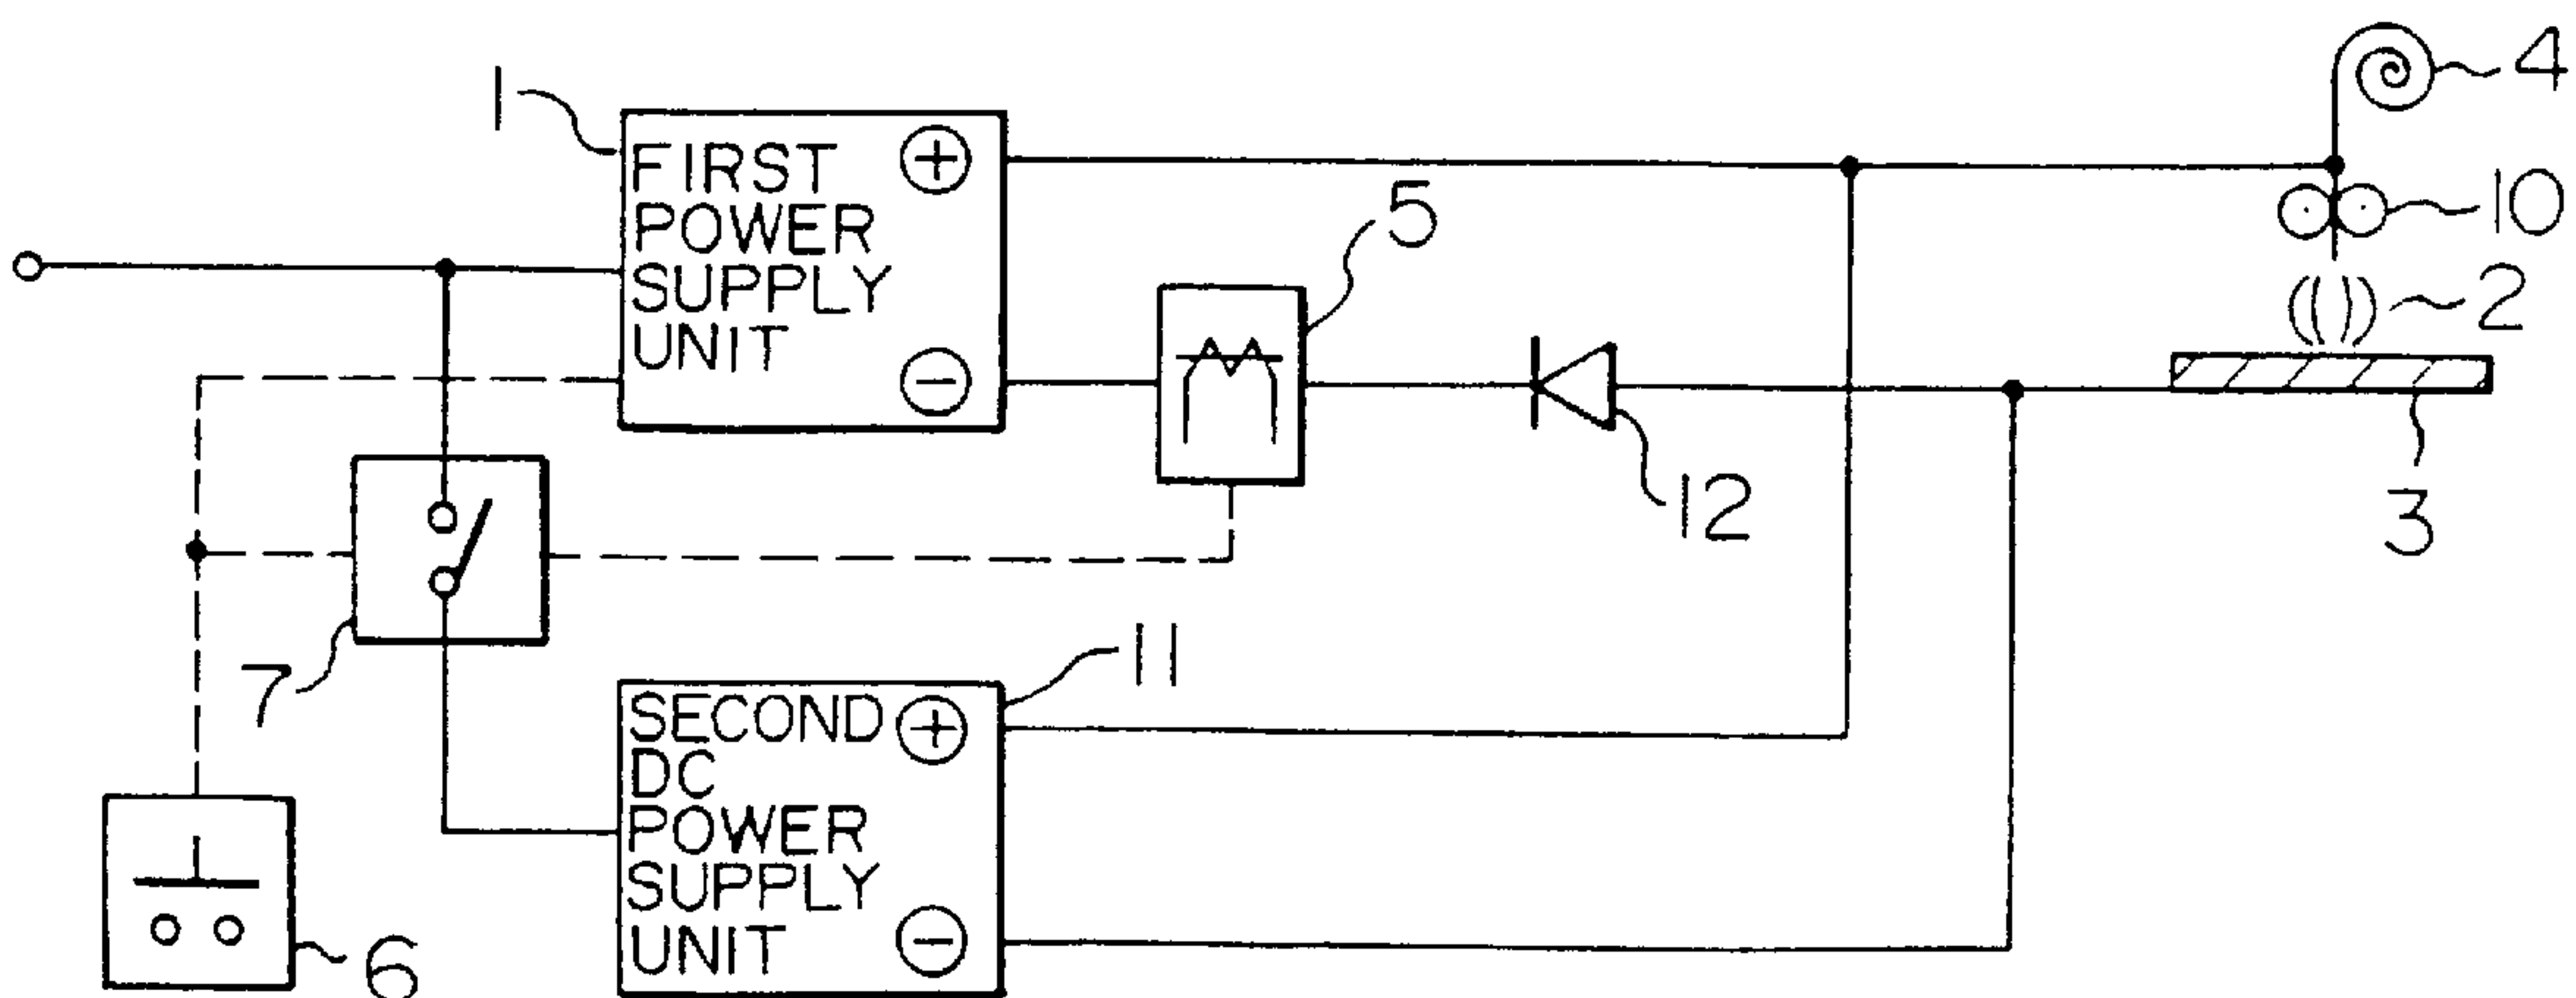 4
1
FIRST
POWER
SUPPLY
UNIT
+
−
5
10
2
12
3
7
11
SECOND
DC
POWER
SUPPLY
UNIT
+
−
6